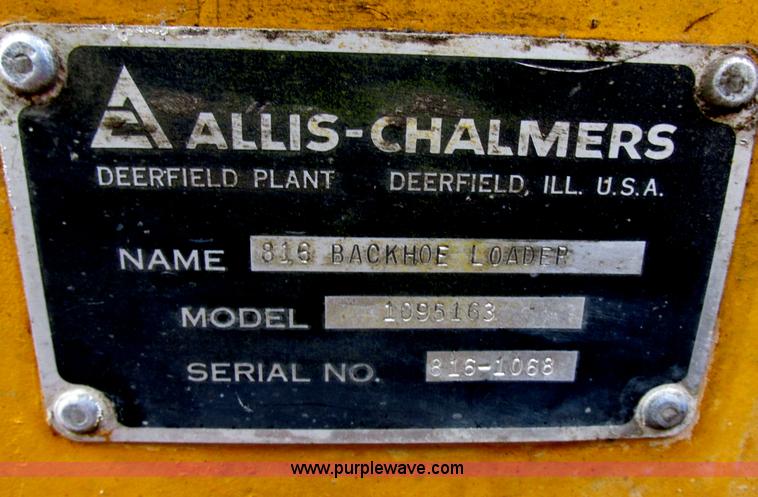 ALLIS-CHALMERS
DEERFIELD PLANT DEERFIELD, ILL. U.S.A.
NAME 816 BACKHOE LOADER
MODEL 1095163
SERIAL NO. 816-1068
www.purplewave.com